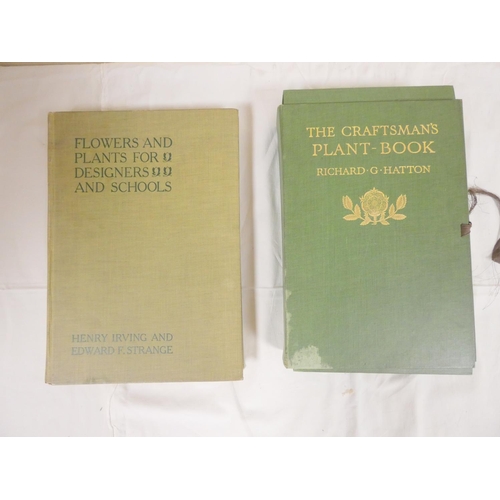 FLOWERS AND
PLANTS FOR
DESIGNERS
AND SCHOOLS
HENRY IRVING AND
EDWARD F. STRANGE
THE CRAFTSMAN'S
PLANT-BOOK
RICHARD·G·HATTON